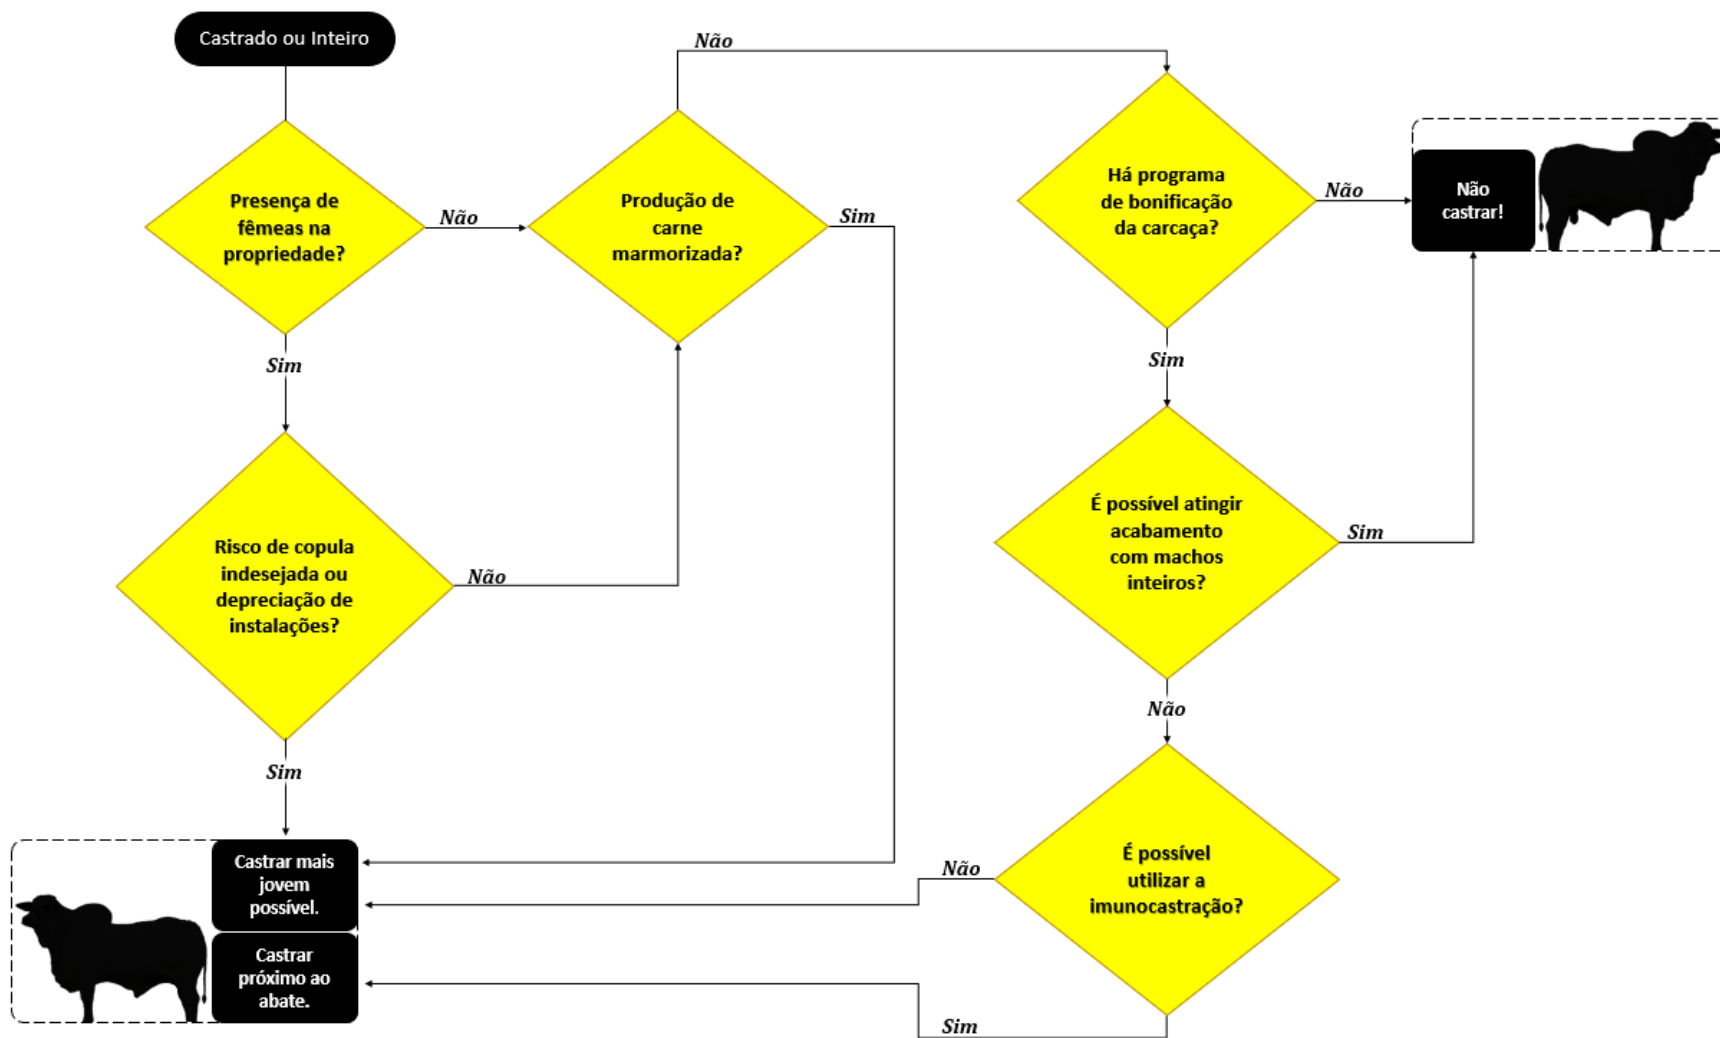 Castrado ou Inteiro
Não
Presença de
fêmeas na
propriedade?
Não
Produção de
carne
marmorizada?
Sim
Há programa
de bonificação
da carcaça?
Não
Não
castrar!
Sim
Sim
Risco de copula
indesejada ou
depreciação de
instalações?
Não
É possível atingir
acabamento
com machos
inteiros?
Sim
Não
Sim
Castrar mais
jovem
possível.
Castrar
próximo ao
abate.
Não
É possível
utilizar a
imunocastração?
Sim